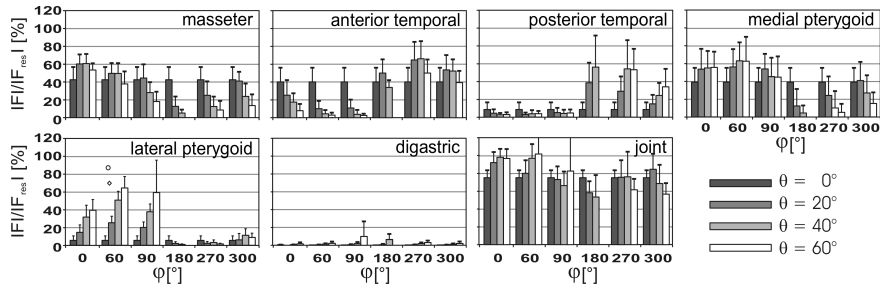 masseter
anterior temporal
posterior temporal
medial pterygoid
|F|/|F res| [%]
120
100
80
60
40
20
0
0 60 90 180 270 300
φ[°]
lateral pterygoid
digastric
joint
|F|/|F res| [%]
120
100
80
60
40
20
0
0 60 90 180 270 300
φ[°]
0 60 90 180 270 300
φ[°]
0 60 90 180 270 300
φ[°]
θ = 0°
θ = 20°
θ = 40°
θ = 60°